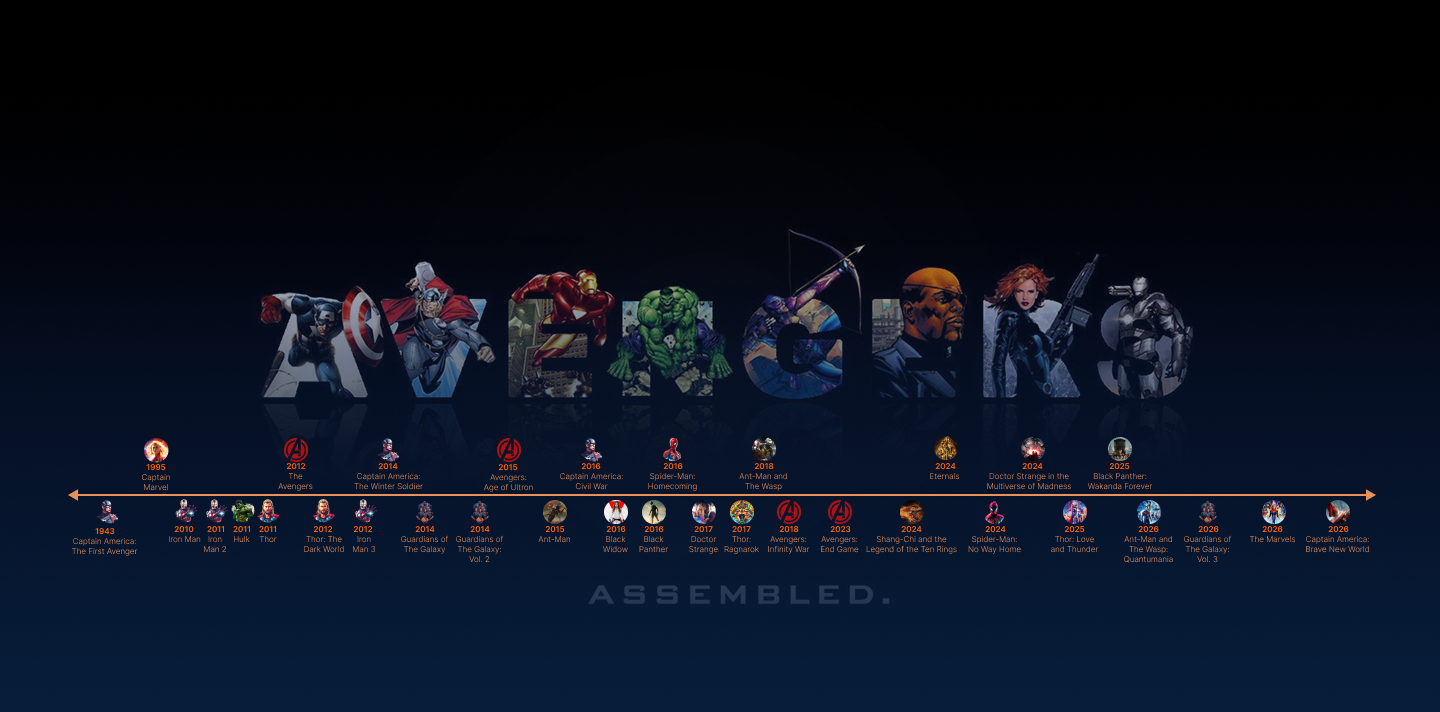 AVENGERS
1995
Captain
Marvel
2012
The
Avengers
2014
Captain America:
The Winter Soldier
2015
Avengers:
Age of Ultron
2016
Captain America:
Civil War
2016
Spider-Man:
Homecoming
2018
Ant-Man and
The Wasp
2024
Eternals
2024
Doctor Strange in the
Multiverse of Madness
2025
Black Panther:
Wakanda Forever
1943
Captain America:
The First Avenger
2010
Iron Man
2011
Iron
Man 2
2011
Hulk
2011
Thor
2012
Thor: The
Dark World
2012
Iron
Man 3
2014
Guardians of
The Galaxy
2014
Guardians of
The Galaxy:
Vol. 2
2015
Ant-Man
2016
Black
Widow
2016
Black
Panther
2017
Doctor
Strange
2017
Thor:
Ragnarok
2018
Avengers:
Infinity War
2023
Avengers:
End Game
2024
Shang-Chi and the
Legend of the Ten Rings
2024
Spider-Man:
No Way Home
2025
Thor: Love
and Thunder
2026
Ant-Man and
The Wasp:
Quantumania
2026
Guardians of
The Galaxy:
Vol. 3
2026
The Marvels
2026
Captain America:
Brave New World
ASSEMBLED.